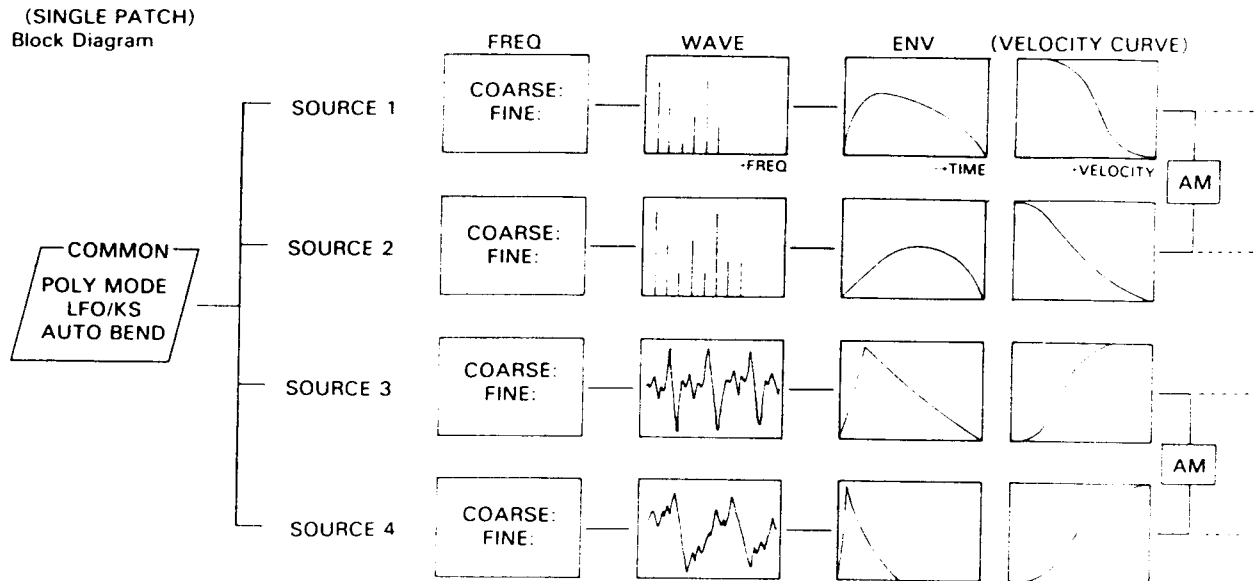 (SINGLE PATCH)
Block Diagram
FREQ WAVE ENV (VELOCITY CURVE)
SOURCE 1
COARSE:
FINE:
→FREQ →TIME →VELOCITY
AM
SOURCE 2
COARSE:
FINE:
COMMON
POLY MODE
LFO/KS
AUTO BEND
SOURCE 3
COARSE:
FINE:
AM
SOURCE 4
COARSE:
FINE: